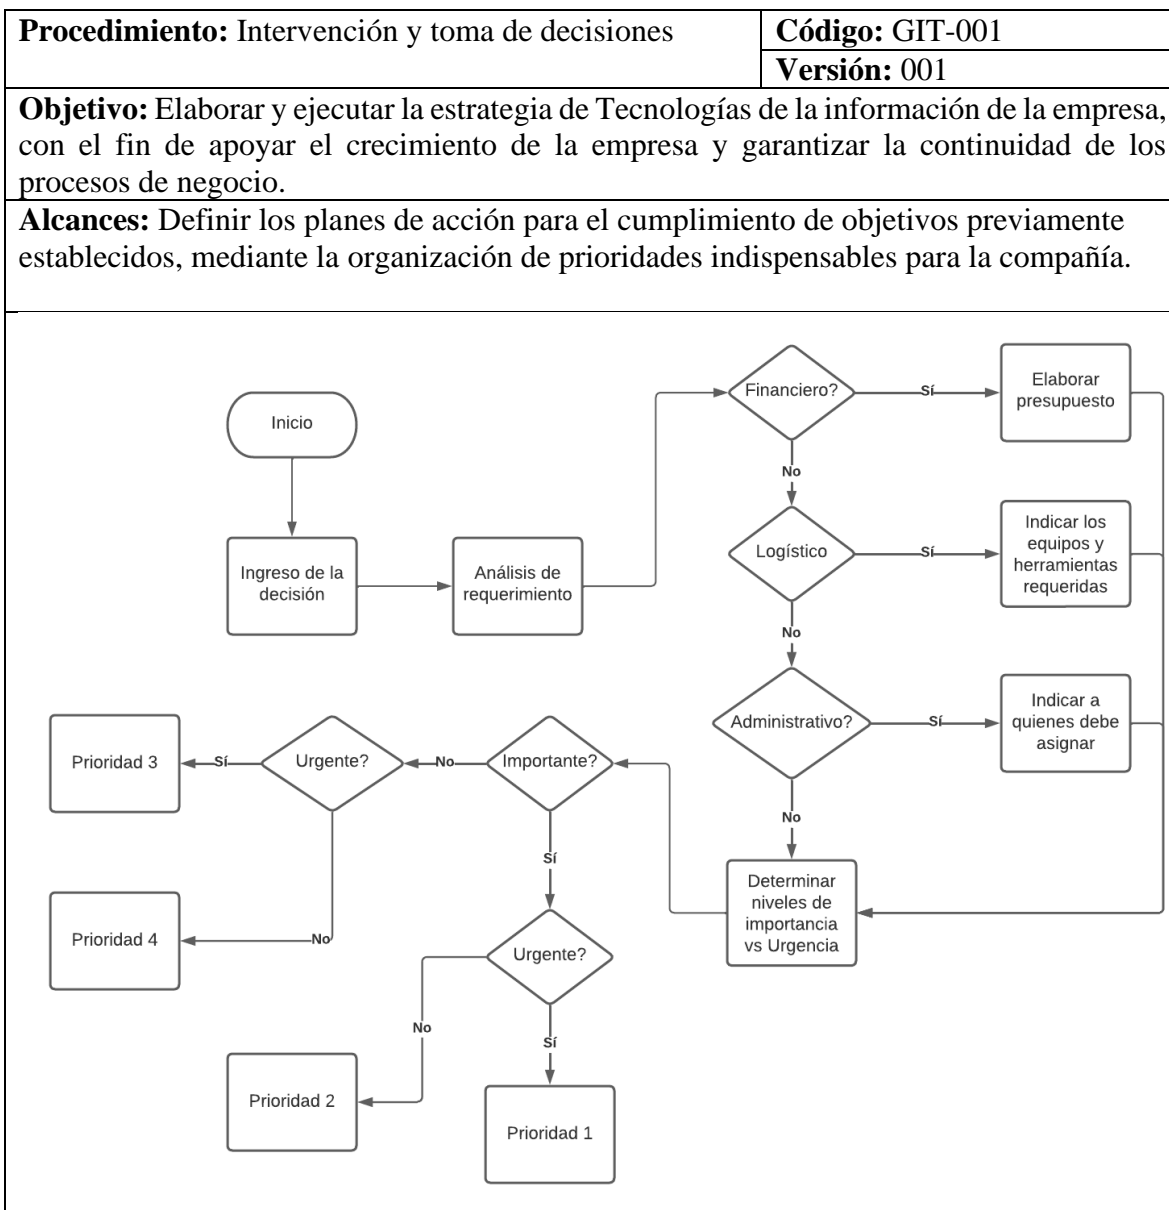 Procedimiento: Intervención y toma de decisiones
Código: GIT-001
Versión: 001
Objetivo: Elaborar y ejecutar la estrategia de Tecnologías de la información de la empresa,
con el fin de apoyar el crecimiento de la empresa y garantizar la continuidad de los
procesos de negocio.
Alcances: Definir los planes de acción para el cumplimiento de objetivos previamente
establecidos, mediante la organización de prioridades indispensables para la compañía.
Inicio
Ingreso de la
decisión
Análisis de
requerimiento
Financiero?
Sí
Elaborar
presupuesto
No
Logístico
Sí
Indicar los
equipos y
herramientas
requeridas
No
Administrativo?
Sí
Indicar a
quienes debe
asignar
No
Determinar
niveles de
importancia
vs Urgencia
Importante?
No
Urgente?
Sí
Prioridad 3
No
Prioridad 4
Sí
Urgente?
No
Prioridad 2
Sí
Prioridad 1